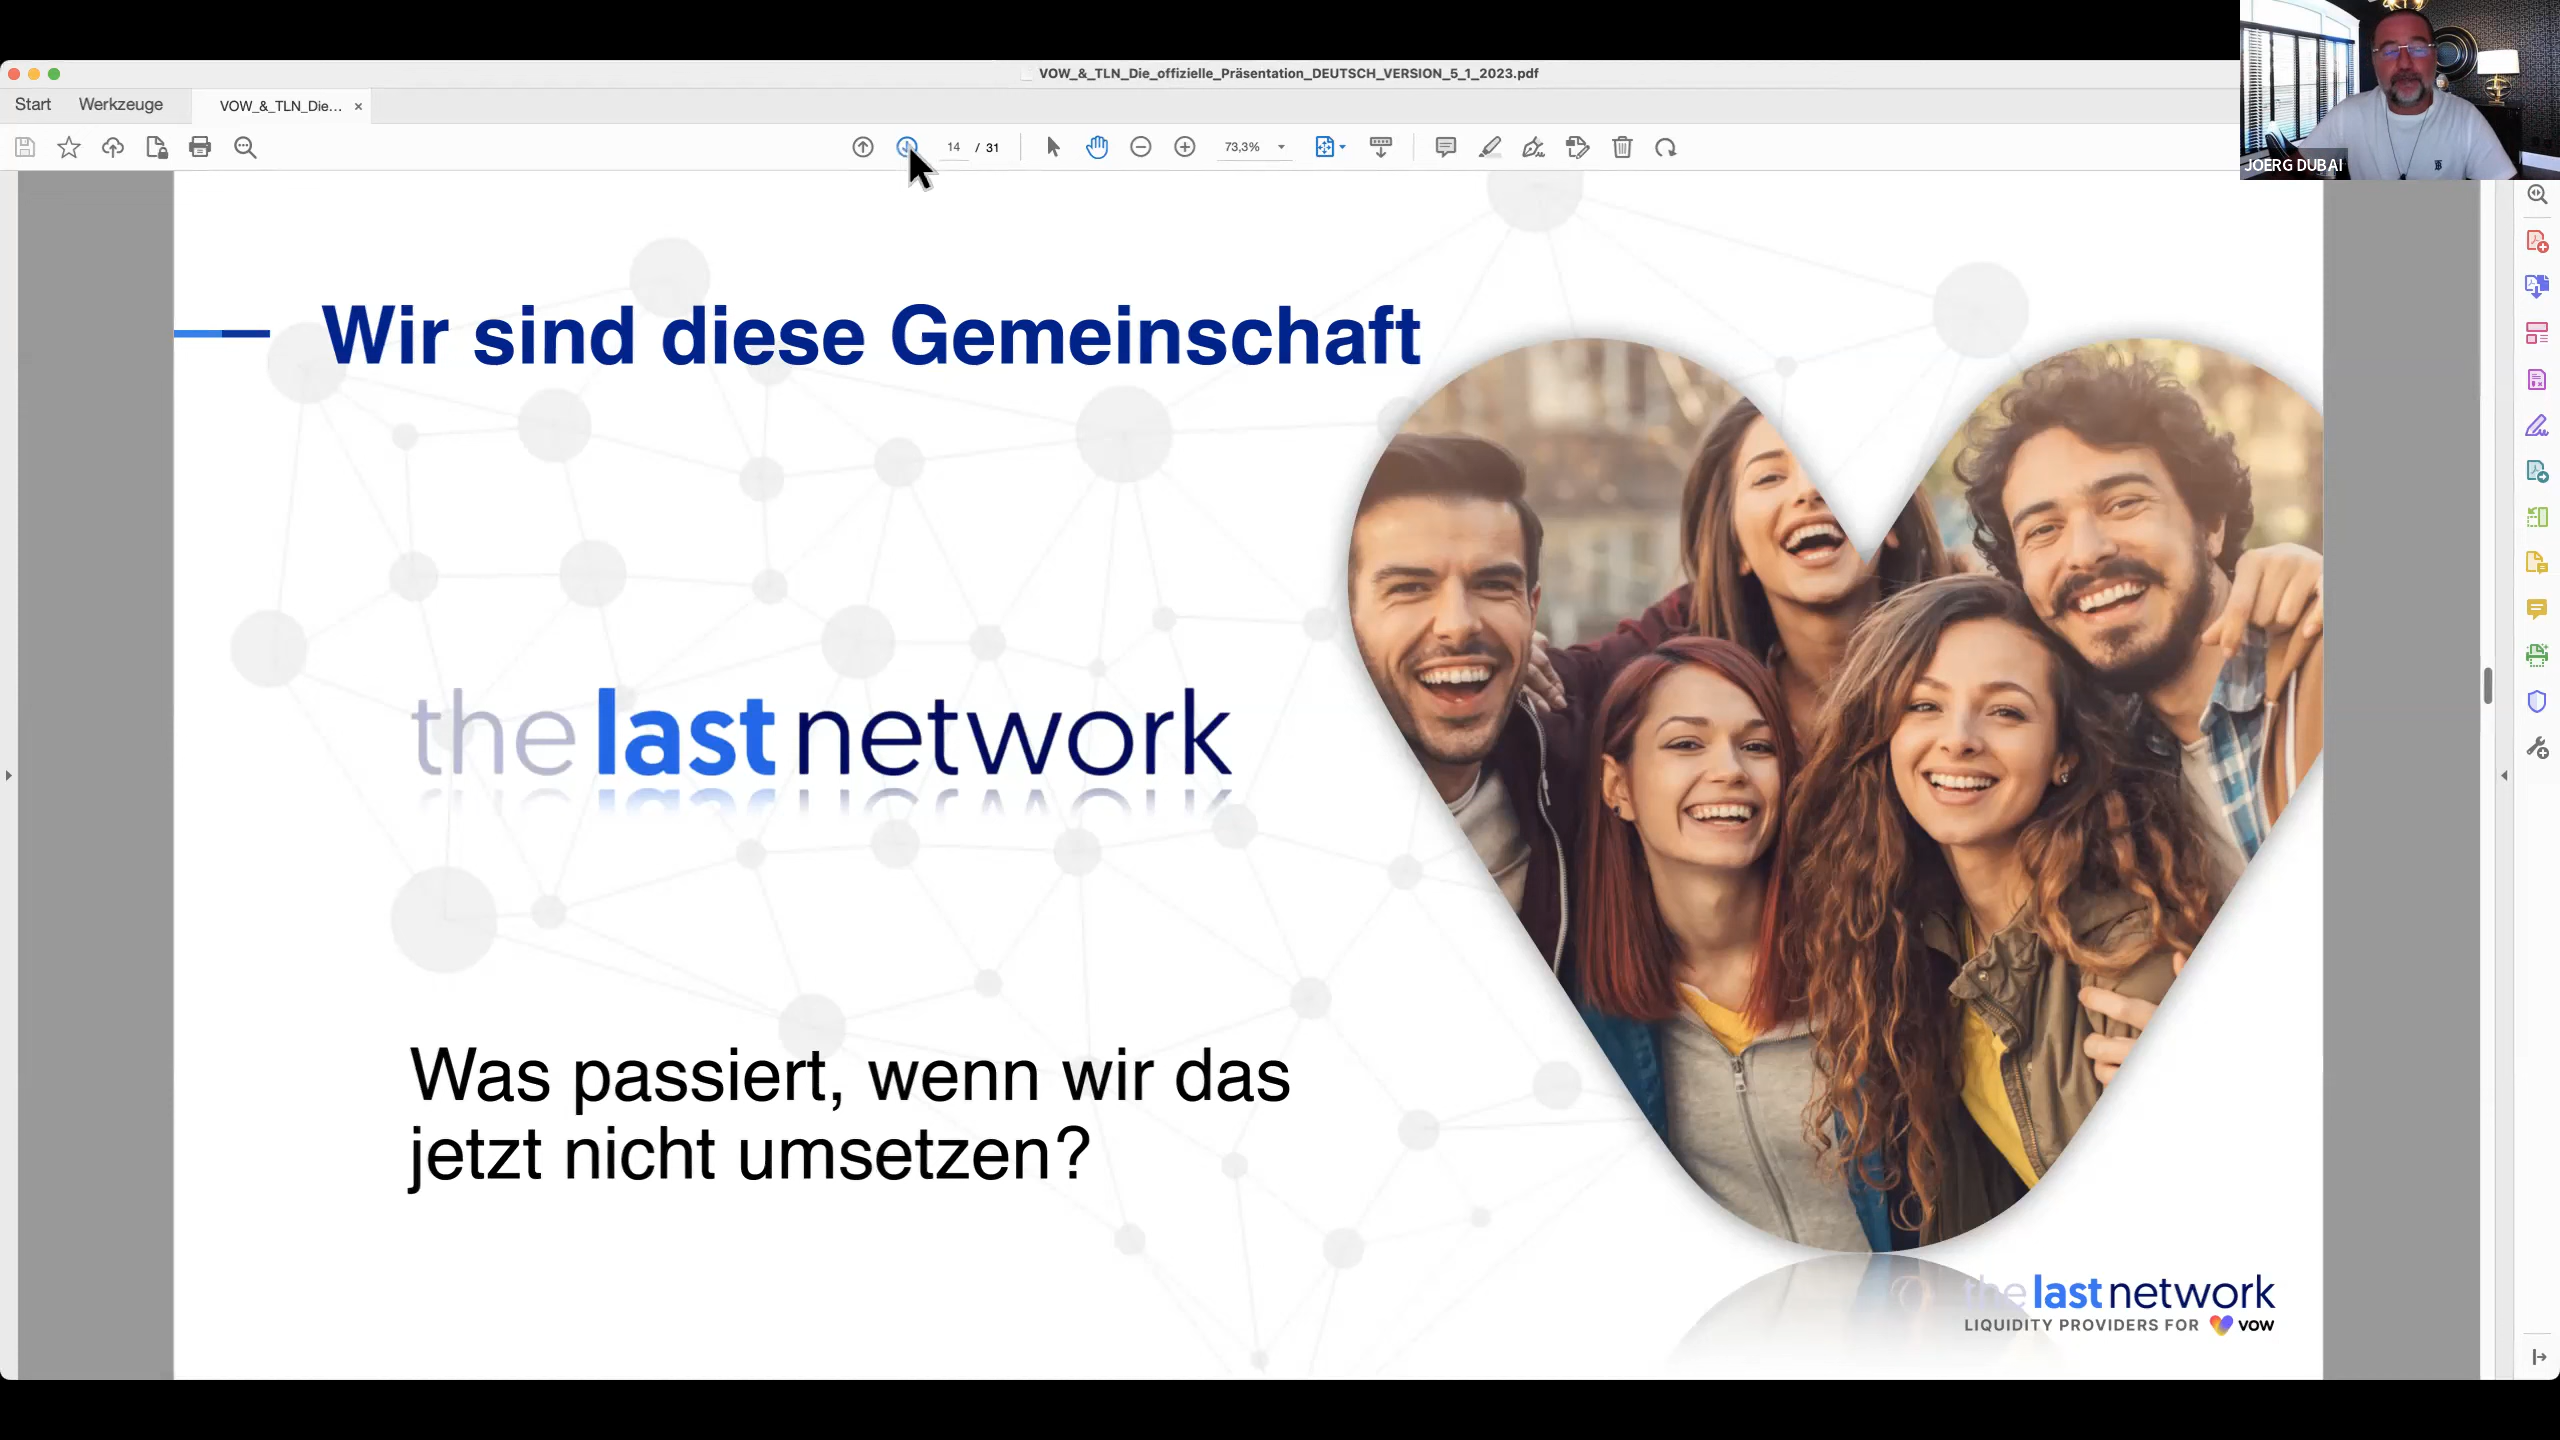 VOW_&_TLN_Die_offizielle_Präsentation_DEUTSCH_VERSION_5_1_2023.pdf
Start Werkzeuge VOW_&_TLN_Die... ×
14 / 31 73,3%
JOERG DUBAI
Wir sind diese Gemeinschaft
the last network
Was passiert, wenn wir das
jetzt nicht umsetzen?
the last network
LIQUIDITY PROVIDERS FOR VOW